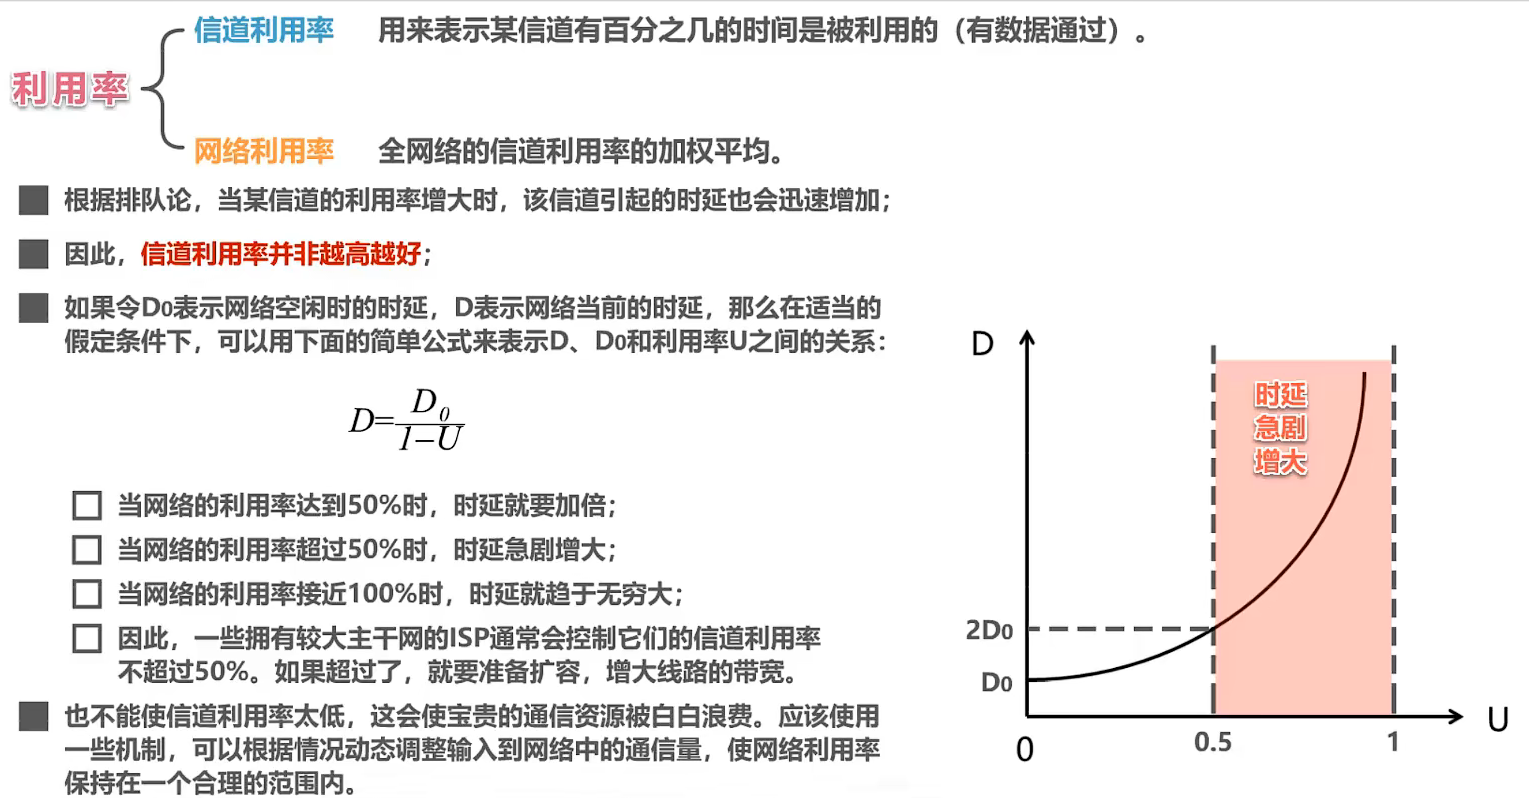 利用率
信道利用率 用来表示某信道有百分之几的时间是被利用的（有数据通过）。
网络利用率 全网络的信道利用率的加权平均。
根据排队论，当某信道的利用率增大时，该信道引起的时延也会迅速增加；
因此，信道利用率并非越高越好；
如果令D₀表示网络空闲时的时延，D表示网络当前的时延，那么在适当的
假定条件下，可以用下面的简单公式来表示D、D₀和利用率U之间的关系：
D=D₀/(1−U)
当网络的利用率达到50%时，时延就要加倍；
当网络的利用率超过50%时，时延急剧增大；
当网络的利用率接近100%时，时延就趋于无穷大；
因此，一些拥有较大主干网的ISP通常会控制它们的信道利用率
不超过50%。如果超过了，就要准备扩容，增大线路的带宽。
也不能使信道利用率太低，这会使宝贵的通信资源被白白浪费。应该使用
一些机制，可以根据情况动态调整输入到网络中的通信量，使网络利用率
保持在一个合理的范围内。
D
时延
急剧
增大
2D₀
D₀
0
0.5
1
U